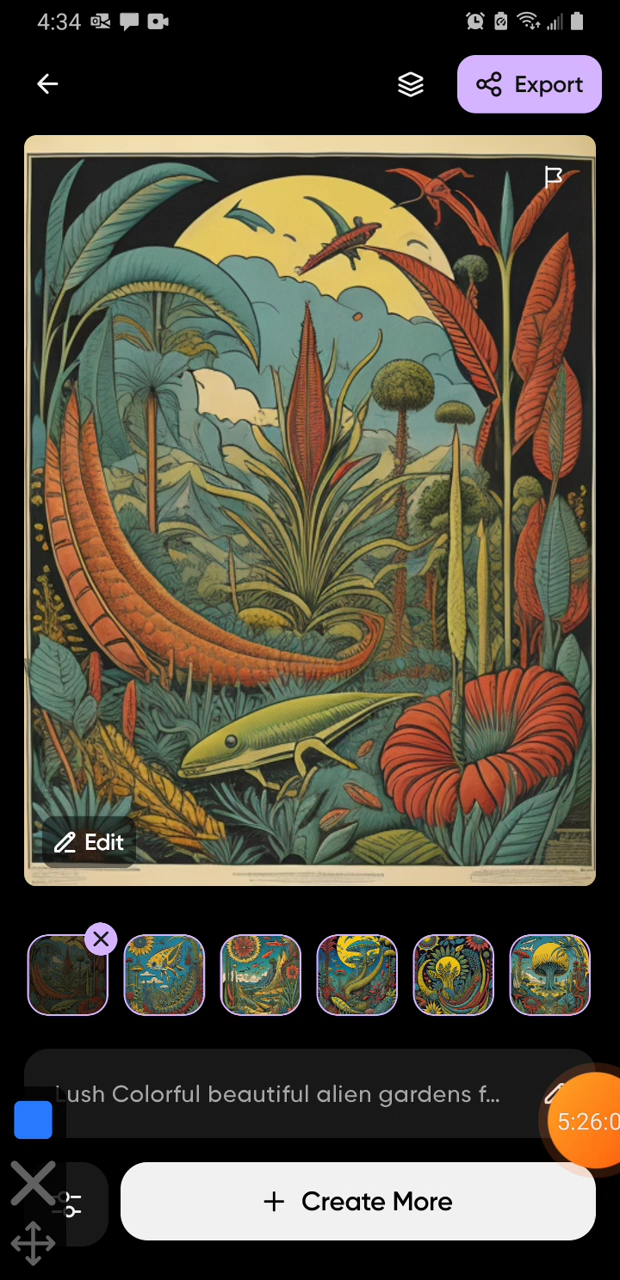 4:34
Export
Edit
Lush Colorful beautiful alien gardens f...
5:26:0
+ Create More